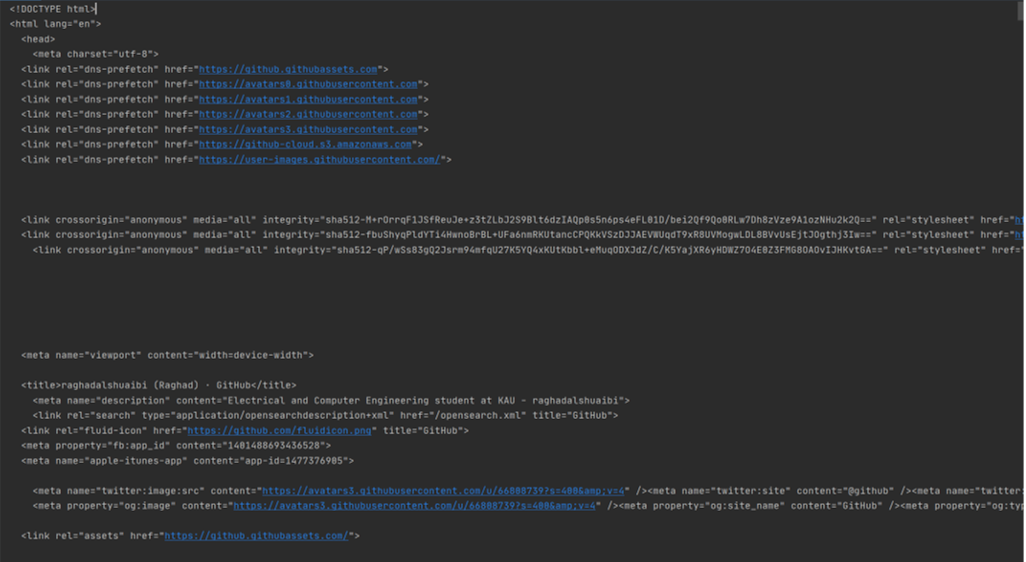 <!DOCTYPE html>
<html lang="en">
<head>
<meta charset="utf-8">
<link rel="dns-prefetch" href="https://github.githubassets.com">
<link rel="dns-prefetch" href="https://avatars0.githubusercontent.com">
<link rel="dns-prefetch" href="https://avatars1.githubusercontent.com">
<link rel="dns-prefetch" href="https://avatars2.githubusercontent.com">
<link rel="dns-prefetch" href="https://avatars3.githubusercontent.com">
<link rel="dns-prefetch" href="https://github-cloud.s3.amazonaws.com">
<link rel="dns-prefetch" href="https://user-images.githubusercontent.com/">
<link crossorigin="anonymous" media="all" integrity="sha512-M+rOrrqF1JSfReuJe+z3tZLbJ2S9Blt6dzIAQp0s5n6ps4eFL81D/bei2Qf9Qo8RLw7Dh8zVze9A1ozNHu2k2Q==" rel="stylesheet" href="ht
<link crossorigin="anonymous" media="all" integrity="sha512-fbuShyqPldYTi4HwnoBrBL+UFa6nmRKUtancCPQKkVSzDJJAEVWUqdT9xR8UVMogwLDL8BVvUsEjtJOgthj3Iw==" rel="stylesheet" href="ht
<link crossorigin="anonymous" media="all" integrity="sha512-qP/wSs83gQ2Jsrm94mfqU27K5YQ4xKUtKbbl+eMuqODXJdZ/C/K5YajXR6yHDWZ7O4E0Z3FMG8OAOvIJHKvtGA==" rel="stylesheet" href="
<meta name="viewport" content="width=device-width">
<title>raghadalshuaibi (Raghad) · GitHub</title>
<meta name="description" content="Electrical and Computer Engineering student at KAU - raghadalshuaibi">
<link rel="search" type="application/opensearchdescription+xml" href="/opensearch.xml" title="GitHub">
<link rel="fluid-icon" href="https://github.com/fluidicon.png" title="GitHub">
<meta property="fb:app_id" content="1401488693436528">
<meta name="apple-itunes-app" content="app-id=1477376905">
<meta name="twitter:image:src" content="https://avatars3.githubusercontent.com/u/66808739?s=400&amp;v=4" /><meta name="twitter:site" content="@github" /><meta name="twitter:
<meta property="og:image" content="https://avatars3.githubusercontent.com/u/66808739?s=400&amp;v=4" /><meta property="og:site_name" content="GitHub" /><meta property="og:typ
<link rel="assets" href="https://github.githubassets.com/">